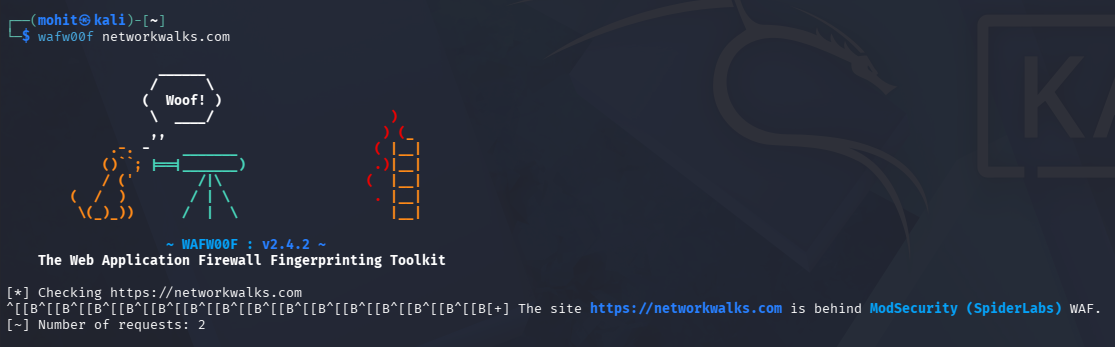 ┌──(mohit㉿kali)-[~]
└─$ wafw00f networkwalks.com
Woof!
~ WAFW00F : v2.4.2 ~
The Web Application Firewall Fingerprinting Toolkit
[*] Checking https://networkwalks.com
^[[B^[[B^[[B^[[B^[[B^[[B^[[B^[[B^[[B^[[B^[[B^[[B^[[B^[[B^[[B[+] The site https://networkwalks.com is behind ModSecurity (SpiderLabs) WAF.
[~] Number of requests: 2